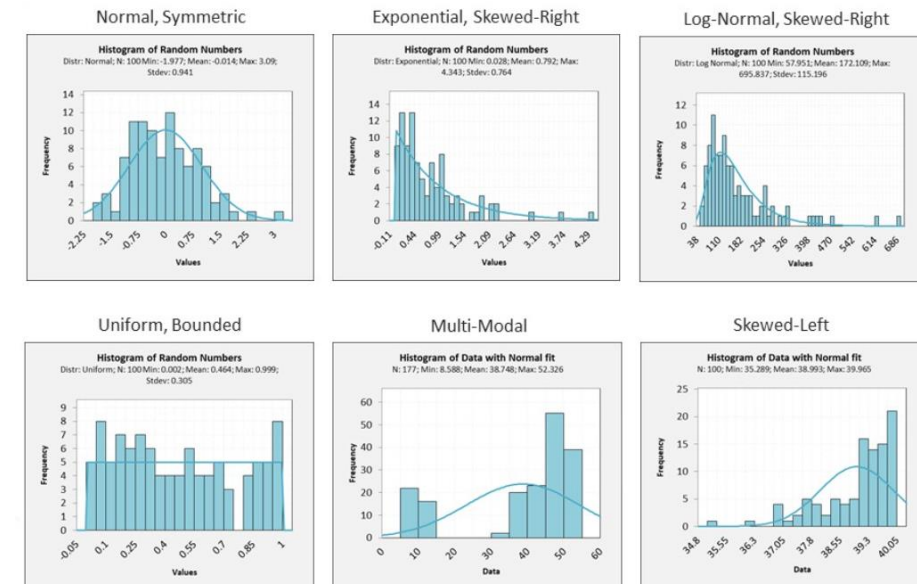 Normal, Symmetric
Histogram of Random Numbers
Distr: Normal; N: 100 Min: -1.977; Mean: -0.014; Max: 3.09;
Stdev: 0.941
14
12
10
8
6
4
2
0
Frequency
-2.25
-1.5
-0.75
0
0.75
1.5
2.25
3
Values
Exponential, Skewed-Right
Histogram of Random Numbers
Distr: Exponential; N: 100 Min: 0.028; Mean: 0.792; Max:
4.343; Stdev: 0.764
14
12
10
8
6
4
2
0
Frequency
-0.11
0.44
0.99
1.54
2.09
2.64
3.19
3.74
4.29
Values
Log-Normal, Skewed-Right
Histogram of Random Numbers
Distr: Log Normal; N: 100 Min: 57.951; Mean: 172.109; Max:
695.837; Stdev: 115.196
12
10
8
6
4
2
0
Frequency
38
110
182
254
326
398
470
542
614
686
Values
Uniform, Bounded
Histogram of Random Numbers
Distr: Uniform; N: 100 Min: 0.002; Mean: 0.464; Max: 0.999;
Stdev: 0.305
9
8
7
6
5
4
3
2
1
0
Frequency
-0.05
0.1
0.25
0.4
0.55
0.7
0.85
1
Values
Multi-Modal
Histogram of Data with Normal fit
N: 177; Min: 8.588; Mean: 38.748; Max: 52.326
60
50
40
30
20
10
0
Frequency
0
10
20
30
40
50
60
Data
Skewed-Left
Histogram of Data with Normal fit
N: 100; Min: 35.289; Mean: 38.993; Max: 39.965
25
20
15
10
5
0
Frequency
34.8
35.55
36.3
37.05
37.8
38.55
39.3
40.05
Data